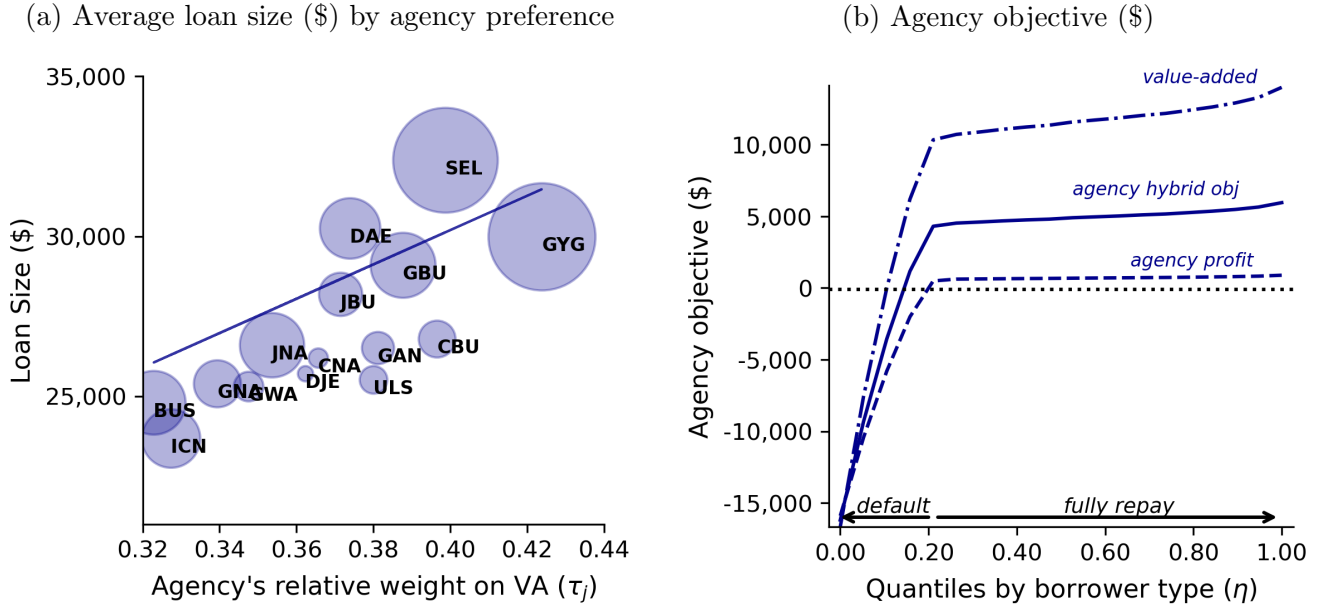 (a) Average loan size ($) by agency preference
35,000
30,000
25,000
Loan Size ($)
SEL
GYG
DAE
GBU
JBU
JNA
CNA
DJE
GAN
CBU
ULS
GNA
GWA
BUS
ICN
0.32 0.34 0.36 0.38 0.40 0.42 0.44
Agency's relative weight on VA (τj)
(b) Agency objective ($)
10,000
5,000
0
-5,000
-10,000
-15,000
Agency objective ($)
value-added
agency hybrid obj
agency profit
default fully repay
0.00 0.20 0.40 0.60 0.80 1.00
Quantiles by borrower type (η)